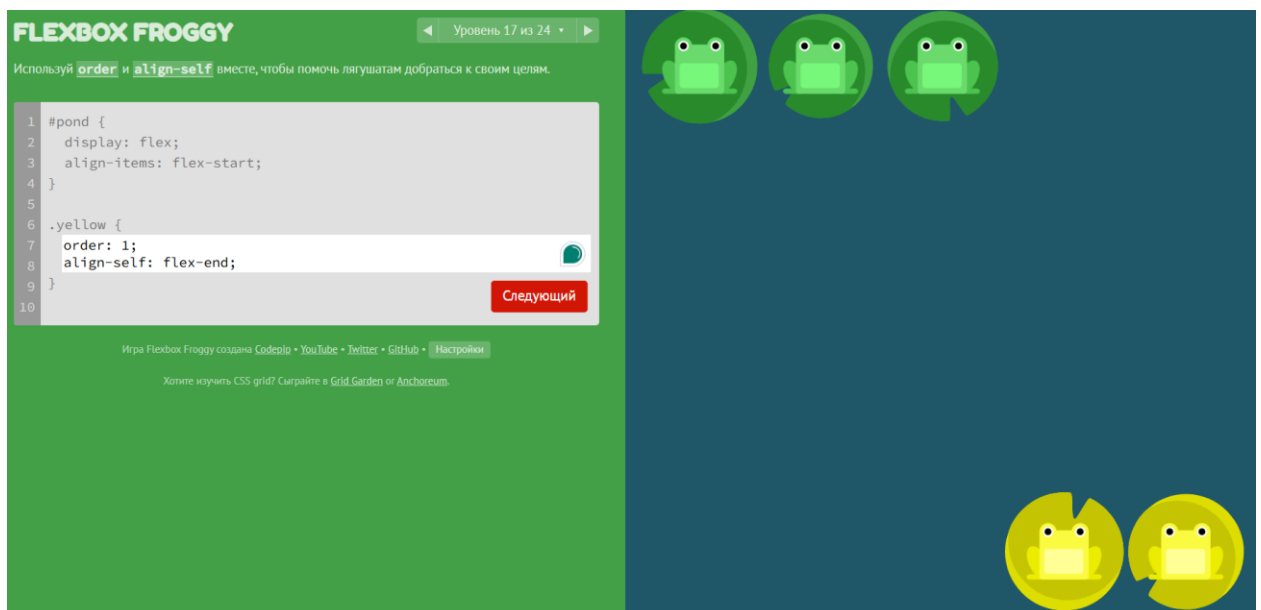 FLEXBOX FROGGY
◀ Уровень 17 из 24 ▾ ▶
Используй order и align-self вместе, чтобы помочь лягушатам добраться к своим целям.
1 #pond {
2 display: flex;
3 align-items: flex-start;
4 }
5
6 .yellow {
7 order: 1;
8 align-self: flex-end;
9 }
10
Следующий
Игра Flexbox Froggy создана Codepip • YouTube • Twitter • GitHub • Настройки
Хотите изучить CSS grid? Сыграйте в Grid Garden or Anchoreum.